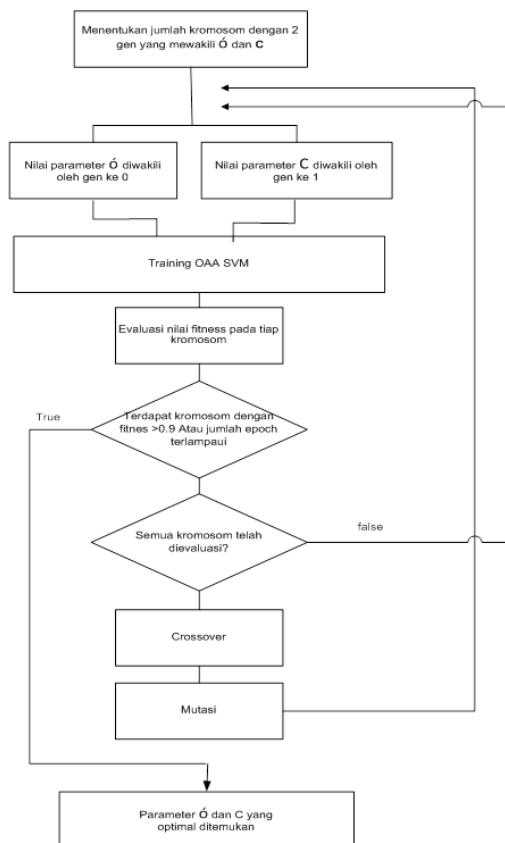 Menentukan jumlah kromosom dengan 2
gen yang mewakili Ó dan C
Nilai parameter Ó diwakili
oleh gen ke 0
Nilai parameter C diwakili oleh
gen ke 1
Training OAA SVM
Evaluasi nilai fitness pada tiap
kromosom
True
Terdapat kromosom dengan
fitnes >0.9 Atau jumlah epoch
terlampaui
false
Semua kromosom telah
dievaluasi?
Crossover
Mutasi
Parameter Ó dan C yang
optimal ditemukan